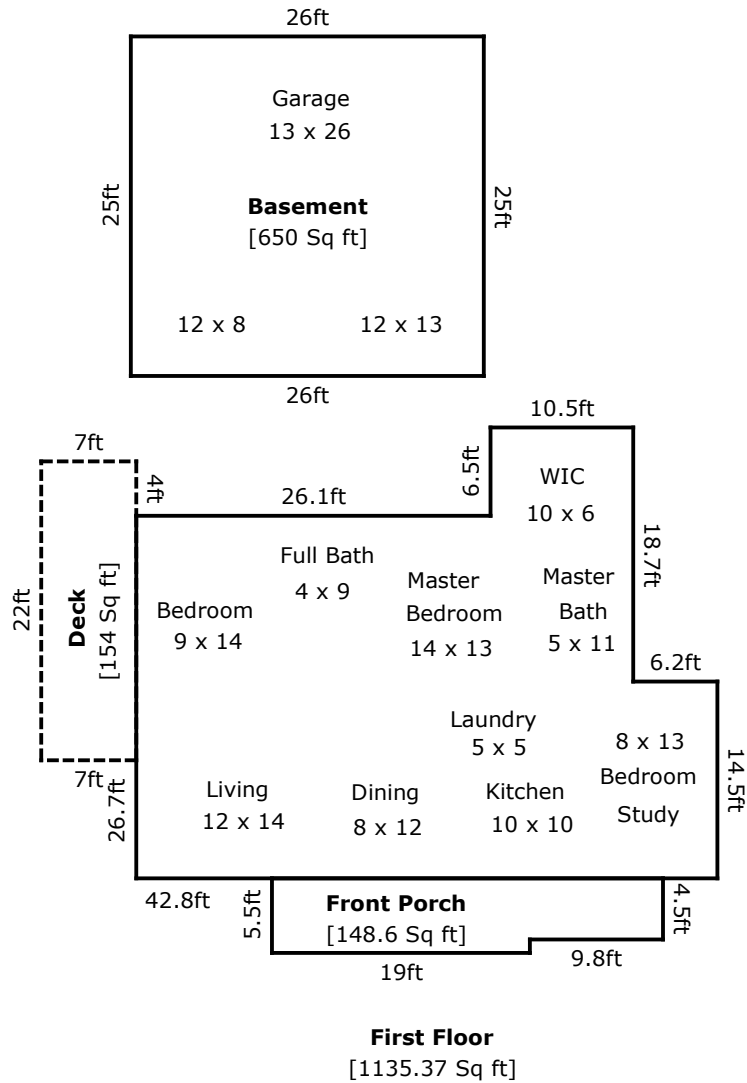 26ft
Garage
13 x 26
25ft
25ft
Basement
[650 Sq ft]
12 x 8
12 x 13
26ft
10.5ft
7ft
4ft
26.1ft
6.5ft
WIC
10 x 6
18.7ft
Full Bath
4 x 9
Master
Bedroom
14 x 13
Master
Bath
5 x 11
22ft
Deck
[154 Sq ft]
Bedroom
9 x 14
6.2ft
Laundry
5 x 5
8 x 13
Bedroom
Study
7ft
26.7ft
Living
12 x 14
Dining
8 x 12
Kitchen
10 x 10
14.5ft
42.8ft
5.5ft
Front Porch
[148.6 Sq ft]
4.5ft
19ft
9.8ft
First Floor
[1135.37 Sq ft]